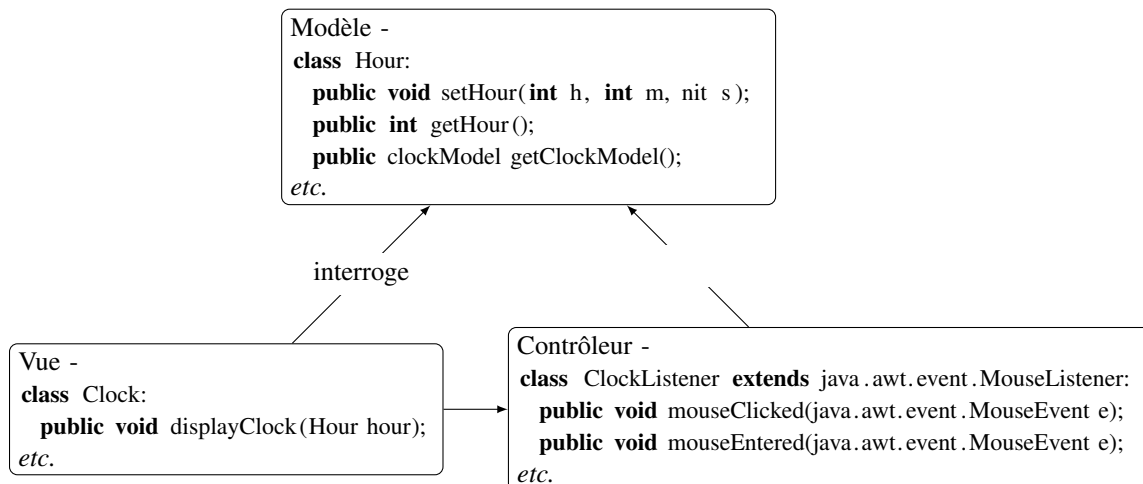 Modèle -
class Hour:
public void setHour(int h, int m, nit s);
public int getHour();
public clockModel getClockModel();
etc.
interroge
Vue -
class Clock:
public void displayClock(Hour hour);
etc.
Contrôleur -
class ClockListener extends java.awt.event.MouseListener:
public void mouseClicked(java.awt.event.MouseEvent e);
public void mouseEntered(java.awt.event.MouseEvent e);
etc.